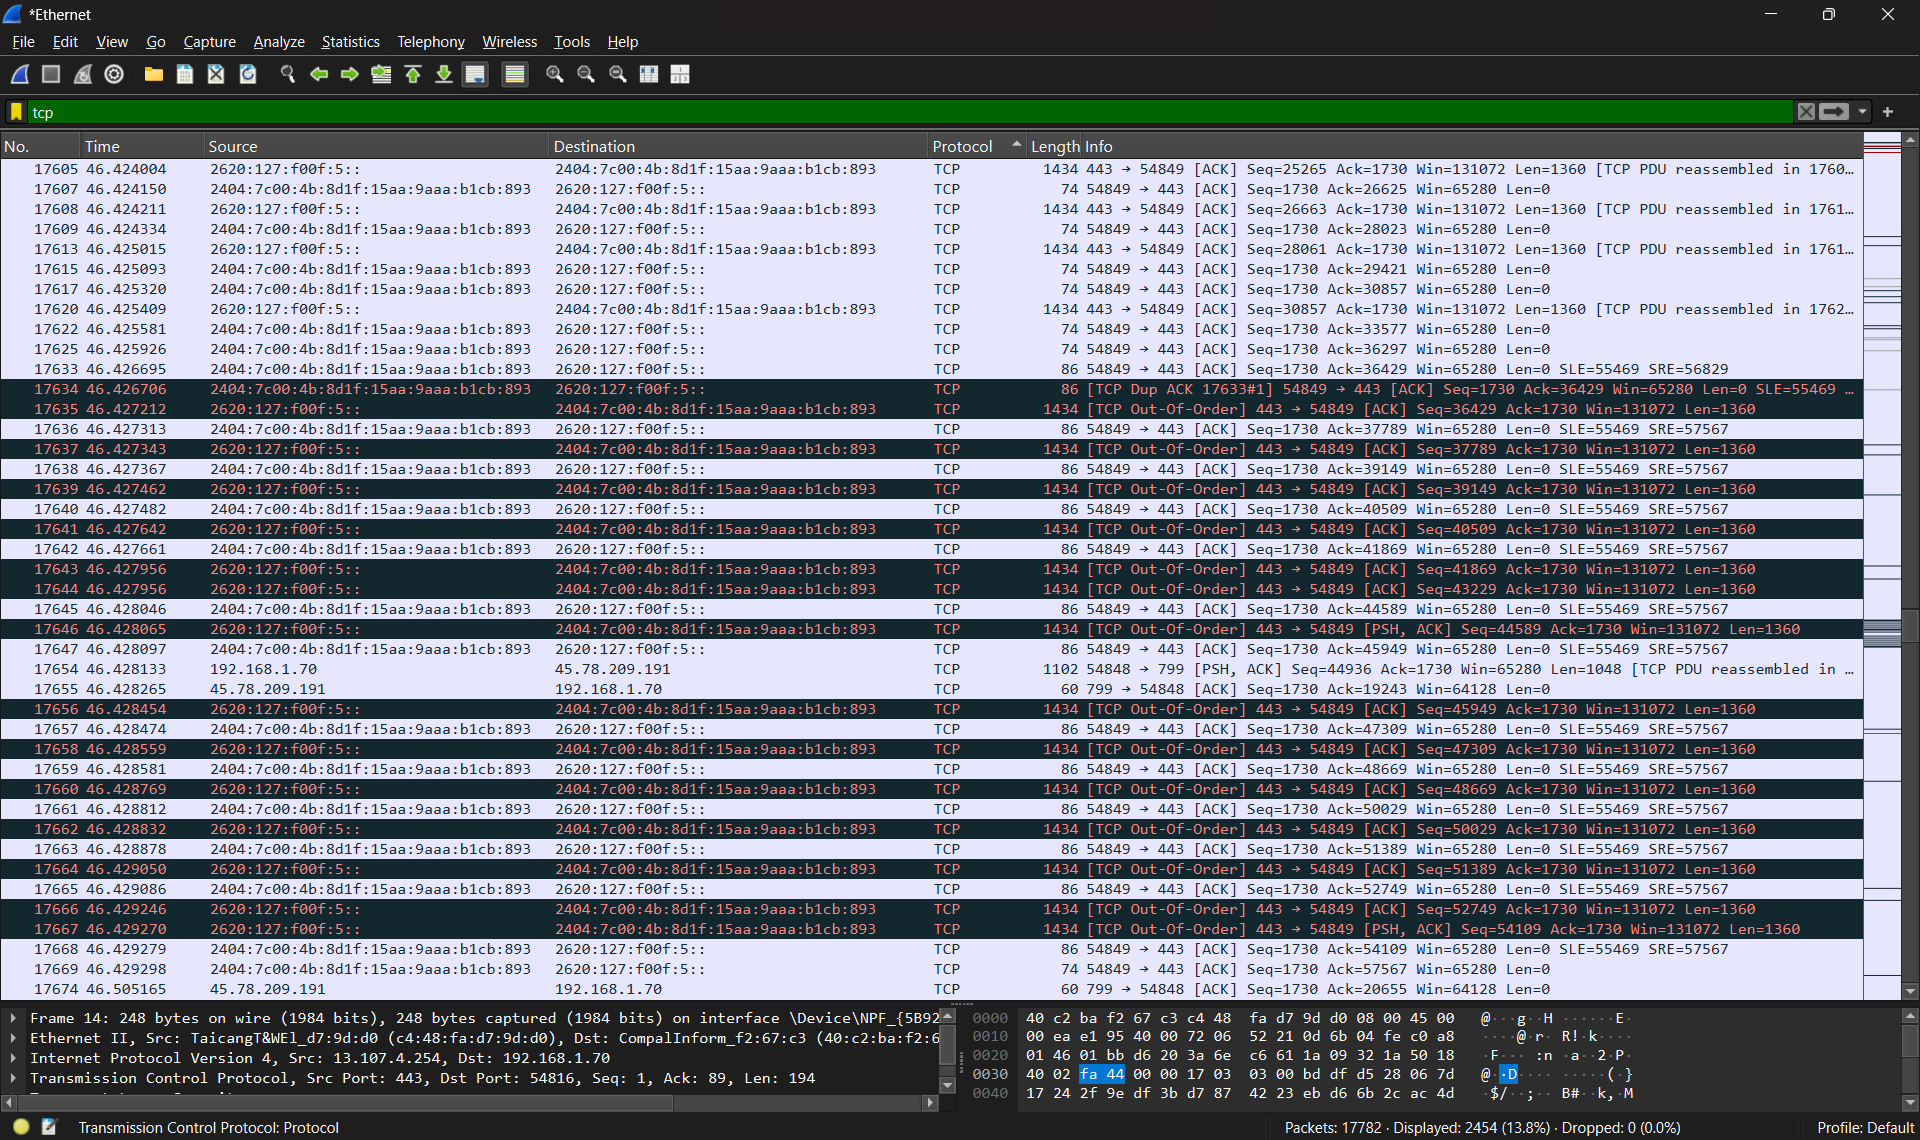 *Ethernet
File Edit View Go Capture Analyze Statistics Telephony Wireless Tools Help
tcp
No. Time Source Destination Protocol Length Info
17605 46.424004 2620:127:f00f:5:: 2404:7c00:4b:8d1f:15aa:9aaa:b1cb:893 TCP 1434 443 → 54849 [ACK] Seq=25265 Ack=1730 Win=131072 Len=1360 [TCP PDU reassembled in 1760…
17607 46.424150 2404:7c00:4b:8d1f:15aa:9aaa:b1cb:893 2620:127:f00f:5:: TCP 74 54849 → 443 [ACK] Seq=1730 Ack=26625 Win=65280 Len=0
17608 46.424211 2620:127:f00f:5:: 2404:7c00:4b:8d1f:15aa:9aaa:b1cb:893 TCP 1434 443 → 54849 [ACK] Seq=26663 Ack=1730 Win=131072 Len=1360 [TCP PDU reassembled in 1761…
17609 46.424334 2404:7c00:4b:8d1f:15aa:9aaa:b1cb:893 2620:127:f00f:5:: TCP 74 54849 → 443 [ACK] Seq=1730 Ack=28023 Win=65280 Len=0
17613 46.425015 2620:127:f00f:5:: 2404:7c00:4b:8d1f:15aa:9aaa:b1cb:893 TCP 1434 443 → 54849 [ACK] Seq=28061 Ack=1730 Win=131072 Len=1360 [TCP PDU reassembled in 1761…
17615 46.425093 2404:7c00:4b:8d1f:15aa:9aaa:b1cb:893 2620:127:f00f:5:: TCP 74 54849 → 443 [ACK] Seq=1730 Ack=29421 Win=65280 Len=0
17617 46.425320 2404:7c00:4b:8d1f:15aa:9aaa:b1cb:893 2620:127:f00f:5:: TCP 74 54849 → 443 [ACK] Seq=1730 Ack=30857 Win=65280 Len=0
17620 46.425409 2620:127:f00f:5:: 2404:7c00:4b:8d1f:15aa:9aaa:b1cb:893 TCP 1434 443 → 54849 [ACK] Seq=30857 Ack=1730 Win=131072 Len=1360 [TCP PDU reassembled in 1762…
17622 46.425581 2404:7c00:4b:8d1f:15aa:9aaa:b1cb:893 2620:127:f00f:5:: TCP 74 54849 → 443 [ACK] Seq=1730 Ack=33577 Win=65280 Len=0
17625 46.425926 2404:7c00:4b:8d1f:15aa:9aaa:b1cb:893 2620:127:f00f:5:: TCP 74 54849 → 443 [ACK] Seq=1730 Ack=36297 Win=65280 Len=0
17633 46.426695 2404:7c00:4b:8d1f:15aa:9aaa:b1cb:893 2620:127:f00f:5:: TCP 86 54849 → 443 [ACK] Seq=1730 Ack=36429 Win=65280 Len=0 SLE=55469 SRE=56829
17634 46.426706 2404:7c00:4b:8d1f:15aa:9aaa:b1cb:893 2620:127:f00f:5:: TCP 86 [TCP Dup ACK 17633#1] 54849 → 443 [ACK] Seq=1730 Ack=36429 Win=65280 Len=0 SLE=55469 …
17635 46.427212 2620:127:f00f:5:: 2404:7c00:4b:8d1f:15aa:9aaa:b1cb:893 TCP 1434 [TCP Out-Of-Order] 443 → 54849 [ACK] Seq=36429 Ack=1730 Win=131072 Len=1360
17636 46.427313 2404:7c00:4b:8d1f:15aa:9aaa:b1cb:893 2620:127:f00f:5:: TCP 86 54849 → 443 [ACK] Seq=1730 Ack=37789 Win=65280 Len=0 SLE=55469 SRE=57567
17637 46.427343 2620:127:f00f:5:: 2404:7c00:4b:8d1f:15aa:9aaa:b1cb:893 TCP 1434 [TCP Out-Of-Order] 443 → 54849 [ACK] Seq=37789 Ack=1730 Win=131072 Len=1360
17638 46.427367 2404:7c00:4b:8d1f:15aa:9aaa:b1cb:893 2620:127:f00f:5:: TCP 86 54849 → 443 [ACK] Seq=1730 Ack=39149 Win=65280 Len=0 SLE=55469 SRE=57567
17639 46.427462 2620:127:f00f:5:: 2404:7c00:4b:8d1f:15aa:9aaa:b1cb:893 TCP 1434 [TCP Out-Of-Order] 443 → 54849 [ACK] Seq=39149 Ack=1730 Win=131072 Len=1360
17640 46.427482 2404:7c00:4b:8d1f:15aa:9aaa:b1cb:893 2620:127:f00f:5:: TCP 86 54849 → 443 [ACK] Seq=1730 Ack=40509 Win=65280 Len=0 SLE=55469 SRE=57567
17641 46.427642 2620:127:f00f:5:: 2404:7c00:4b:8d1f:15aa:9aaa:b1cb:893 TCP 1434 [TCP Out-Of-Order] 443 → 54849 [ACK] Seq=40509 Ack=1730 Win=131072 Len=1360
17642 46.427661 2404:7c00:4b:8d1f:15aa:9aaa:b1cb:893 2620:127:f00f:5:: TCP 86 54849 → 443 [ACK] Seq=1730 Ack=41869 Win=65280 Len=0 SLE=55469 SRE=57567
17643 46.427956 2620:127:f00f:5:: 2404:7c00:4b:8d1f:15aa:9aaa:b1cb:893 TCP 1434 [TCP Out-Of-Order] 443 → 54849 [ACK] Seq=41869 Ack=1730 Win=131072 Len=1360
17644 46.427956 2620:127:f00f:5:: 2404:7c00:4b:8d1f:15aa:9aaa:b1cb:893 TCP 1434 [TCP Out-Of-Order] 443 → 54849 [ACK] Seq=43229 Ack=1730 Win=131072 Len=1360
17645 46.428046 2404:7c00:4b:8d1f:15aa:9aaa:b1cb:893 2620:127:f00f:5:: TCP 86 54849 → 443 [ACK] Seq=1730 Ack=44589 Win=65280 Len=0 SLE=55469 SRE=57567
17646 46.428065 2620:127:f00f:5:: 2404:7c00:4b:8d1f:15aa:9aaa:b1cb:893 TCP 1434 [TCP Out-Of-Order] 443 → 54849 [PSH, ACK] Seq=44589 Ack=1730 Win=131072 Len=1360
17647 46.428097 2404:7c00:4b:8d1f:15aa:9aaa:b1cb:893 2620:127:f00f:5:: TCP 86 54849 → 443 [ACK] Seq=1730 Ack=45949 Win=65280 Len=0 SLE=55469 SRE=57567
17654 46.428133 192.168.1.70 45.78.209.191 TCP 1102 54848 → 799 [PSH, ACK] Seq=44936 Ack=1730 Win=65280 Len=1048 [TCP PDU reassembled in …
17655 46.428265 45.78.209.191 192.168.1.70 TCP 60 799 → 54848 [ACK] Seq=1730 Ack=19243 Win=64128 Len=0
17656 46.428454 2620:127:f00f:5:: 2404:7c00:4b:8d1f:15aa:9aaa:b1cb:893 TCP 1434 [TCP Out-Of-Order] 443 → 54849 [ACK] Seq=45949 Ack=1730 Win=131072 Len=1360
17657 46.428474 2404:7c00:4b:8d1f:15aa:9aaa:b1cb:893 2620:127:f00f:5:: TCP 86 54849 → 443 [ACK] Seq=1730 Ack=47309 Win=65280 Len=0 SLE=55469 SRE=57567
17658 46.428559 2620:127:f00f:5:: 2404:7c00:4b:8d1f:15aa:9aaa:b1cb:893 TCP 1434 [TCP Out-Of-Order] 443 → 54849 [ACK] Seq=47309 Ack=1730 Win=131072 Len=1360
17659 46.428581 2404:7c00:4b:8d1f:15aa:9aaa:b1cb:893 2620:127:f00f:5:: TCP 86 54849 → 443 [ACK] Seq=1730 Ack=48669 Win=65280 Len=0 SLE=55469 SRE=57567
17660 46.428769 2620:127:f00f:5:: 2404:7c00:4b:8d1f:15aa:9aaa:b1cb:893 TCP 1434 [TCP Out-Of-Order] 443 → 54849 [ACK] Seq=48669 Ack=1730 Win=131072 Len=1360
17661 46.428812 2404:7c00:4b:8d1f:15aa:9aaa:b1cb:893 2620:127:f00f:5:: TCP 86 54849 → 443 [ACK] Seq=1730 Ack=50029 Win=65280 Len=0 SLE=55469 SRE=57567
17662 46.428832 2620:127:f00f:5:: 2404:7c00:4b:8d1f:15aa:9aaa:b1cb:893 TCP 1434 [TCP Out-Of-Order] 443 → 54849 [ACK] Seq=50029 Ack=1730 Win=131072 Len=1360
17663 46.428878 2404:7c00:4b:8d1f:15aa:9aaa:b1cb:893 2620:127:f00f:5:: TCP 86 54849 → 443 [ACK] Seq=1730 Ack=51389 Win=65280 Len=0 SLE=55469 SRE=57567
17664 46.429050 2620:127:f00f:5:: 2404:7c00:4b:8d1f:15aa:9aaa:b1cb:893 TCP 1434 [TCP Out-Of-Order] 443 → 54849 [ACK] Seq=51389 Ack=1730 Win=131072 Len=1360
17665 46.429086 2404:7c00:4b:8d1f:15aa:9aaa:b1cb:893 2620:127:f00f:5:: TCP 86 54849 → 443 [ACK] Seq=1730 Ack=52749 Win=65280 Len=0 SLE=55469 SRE=57567
17666 46.429246 2620:127:f00f:5:: 2404:7c00:4b:8d1f:15aa:9aaa:b1cb:893 TCP 1434 [TCP Out-Of-Order] 443 → 54849 [ACK] Seq=52749 Ack=1730 Win=131072 Len=1360
17667 46.429270 2620:127:f00f:5:: 2404:7c00:4b:8d1f:15aa:9aaa:b1cb:893 TCP 1434 [TCP Out-Of-Order] 443 → 54849 [PSH, ACK] Seq=54109 Ack=1730 Win=131072 Len=1360
17668 46.429279 2404:7c00:4b:8d1f:15aa:9aaa:b1cb:893 2620:127:f00f:5:: TCP 86 54849 → 443 [ACK] Seq=1730 Ack=54109 Win=65280 Len=0 SLE=55469 SRE=57567
17669 46.429298 2404:7c00:4b:8d1f:15aa:9aaa:b1cb:893 2620:127:f00f:5:: TCP 74 54849 → 443 [ACK] Seq=1730 Ack=57567 Win=65280 Len=0
17674 46.505165 45.78.209.191 192.168.1.70 TCP 60 799 → 54848 [ACK] Seq=1730 Ack=20655 Win=64128 Len=0
Frame 14: 248 bytes on wire (1984 bits), 248 bytes captured (1984 bits) on interface \Device\NPF_{5B92
Ethernet II, Src: TaicangT&WEl_d7:9d:d0 (c4:48:fa:d7:9d:d0), Dst: CompalInform_f2:67:c3 (40:c2:ba:f2:6
Internet Protocol Version 4, Src: 13.107.4.254, Dst: 192.168.1.70
Transmission Control Protocol, Src Port: 443, Dst Port: 54816, Seq: 1, Ack: 89, Len: 194
0000 40 c2 ba f2 67 c3 c4 48 fa d7 9d d0 08 00 45 00 @···g··H ······E·
0010 00 ea e1 95 40 00 72 06 52 21 0d 6b 04 fe c0 a8 ····@·r· R!·k····
0020 01 46 01 bb d6 20 3a 6e c6 61 1a 09 32 1a 50 18 ·F··· :n ·a··2·P·
0030 40 02 fa 44 00 00 17 03 03 00 bd df d5 28 06 7d @··D···· ·····(·}
0040 17 24 2f 9e df 3b d7 87 42 23 eb d6 6b 2c ac 4d ·$/··;·· B#··k,·M
Transmission Control Protocol: Protocol
Packets: 17782 · Displayed: 2454 (13.8%) · Dropped: 0 (0.0%)
Profile: Default